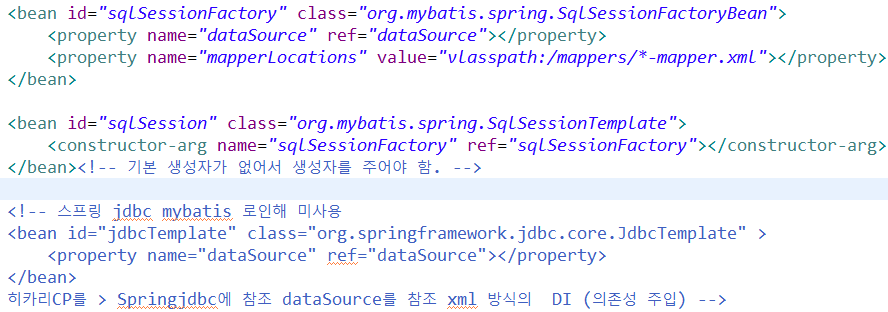 <bean id="sqlSessionFactory" class="org.mybatis.spring.SqlSessionFactoryBean">
    <property name="dataSource" ref="dataSource"></property>
    <property name="mapperLocations" value="vlasspath:/mappers/*-mapper.xml"></property>
</bean>

<bean id="sqlSession" class="org.mybatis.spring.SqlSessionTemplate">
    <constructor-arg name="sqlSessionFactory" ref="sqlSessionFactory"></constructor-arg>
</bean><!-- 기본 생성자가 없어서 생성자를 주어야 함. -->

<!-- 스프링 jdbc mybatis 로인해 미사용
<bean id="jdbcTemplate" class="org.springframework.jdbc.core.JdbcTemplate" >
    <property name="dataSource" ref="dataSource"></property>
</bean>
히카리CP를 > Springjdbc에 참조 dataSource를 참조 xml 방식의  DI (의존성 주입) -->